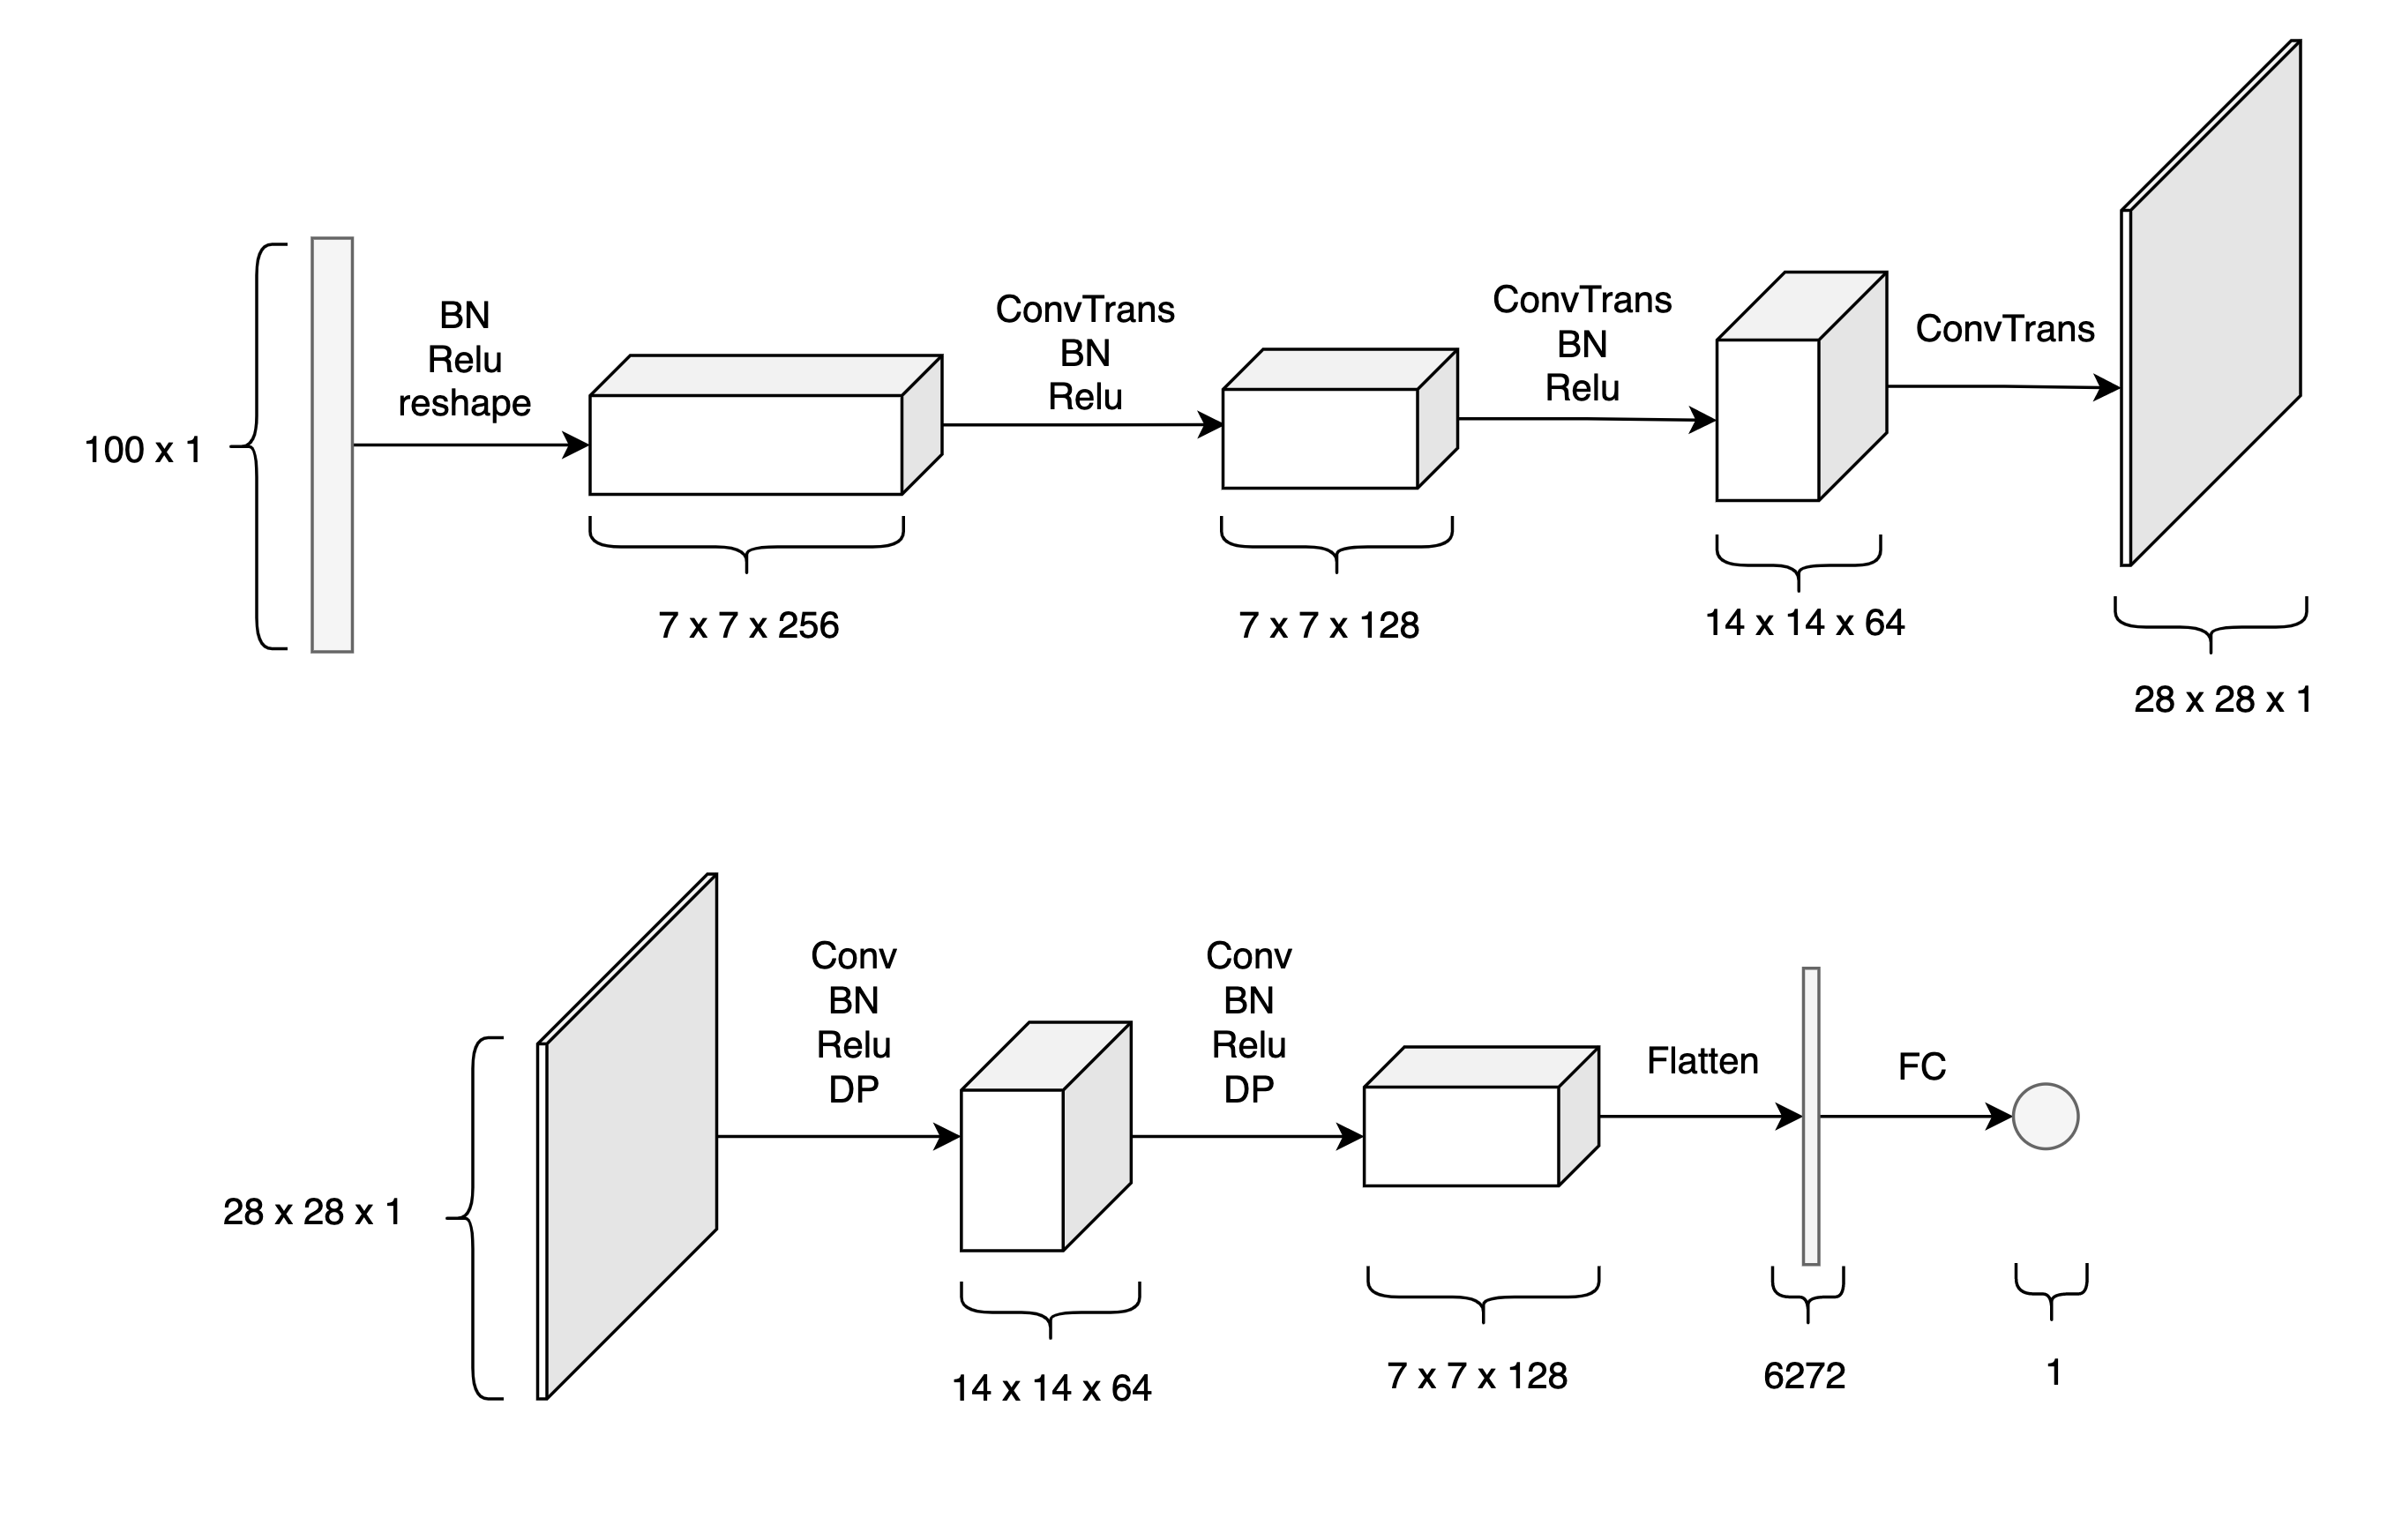 100 x 1
BN
Relu
reshape
7 x 7 x 256
ConvTrans
BN
Relu
7 x 7 x 128
ConvTrans
BN
Relu
14 x 14 x 64
ConvTrans
28 x 28 x 1
28 x 28 x 1
Conv
BN
Relu
DP
14 x 14 x 64
Conv
BN
Relu
DP
7 x 7 x 128
Flatten
6272
FC
1